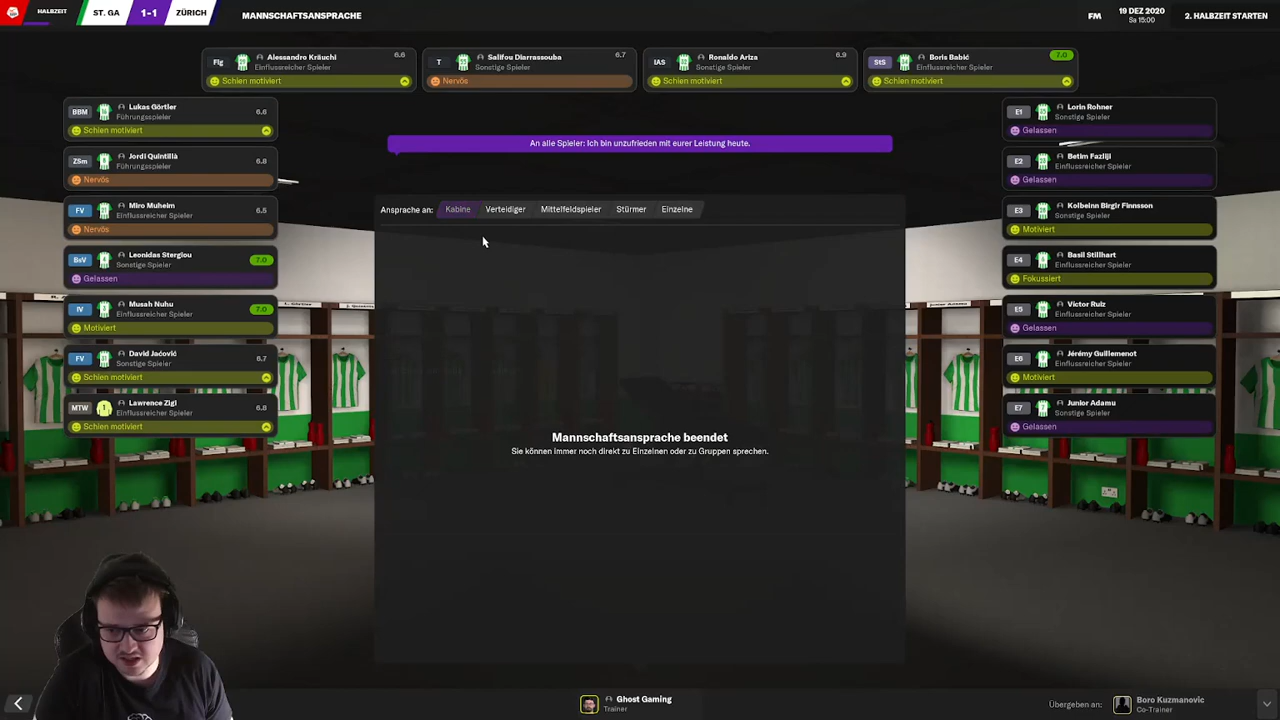 HALBZEIT
ST. GA 1-1 ZÜRICH
MANNSCHAFTSANSPRACHE
FM
19 DEZ 2020
Sa 15:00
2. HALBZEIT STARTEN
Flg Alessandro Kräuchi 6.6
Einflussreicher Spieler
Schien motiviert
T Salifou Diarrassouba 6.7
Sonstige Spieler
Nervös
IAS Ronaldo Ariza 6.9
Sonstige Spieler
Schien motiviert
StS Boris Babić 7.0
Einflussreicher Spieler
Schien motiviert
BBM Lukas Görtler 6.6
Führungsspieler
Schien motiviert
ZSm Jordi Quintillà 6.8
Führungsspieler
Nervös
FV Miro Muheim 6.5
Einflussreicher Spieler
Nervös
BsV Leonidas Stergiou 7.0
Sonstige Spieler
Gelassen
IV Musah Nuhu 7.0
Einflussreicher Spieler
Motiviert
FV David Jaćović 6.7
Sonstige Spieler
Schien motiviert
MTW Lawrence Zigi 6.8
Einflussreicher Spieler
Schien motiviert
An alle Spieler: Ich bin unzufrieden mit eurer Leistung heute.
Ansprache an: Kabine Verteidiger Mittelfeldspieler Stürmer Einzelne
Mannschaftsansprache beendet
Sie können immer noch direkt zu Einzelnen oder zu Gruppen sprechen.
E1 Lorin Rohner
Sonstige Spieler
Gelassen
E2 Betim Fazliji
Einflussreicher Spieler
Gelassen
E3 Kolbeinn Birgir Finnsson
Sonstige Spieler
Motiviert
E4 Basil Stillhart
Einflussreicher Spieler
Fokussiert
E5 Víctor Ruiz
Einflussreicher Spieler
Gelassen
E6 Jérémy Guillemenot
Einflussreicher Spieler
Motiviert
E7 Junior Adamu
Sonstige Spieler
Gelassen
Ghost Gaming
Trainer
Übergeben an:
Boro Kuzmanovic
Co-Trainer